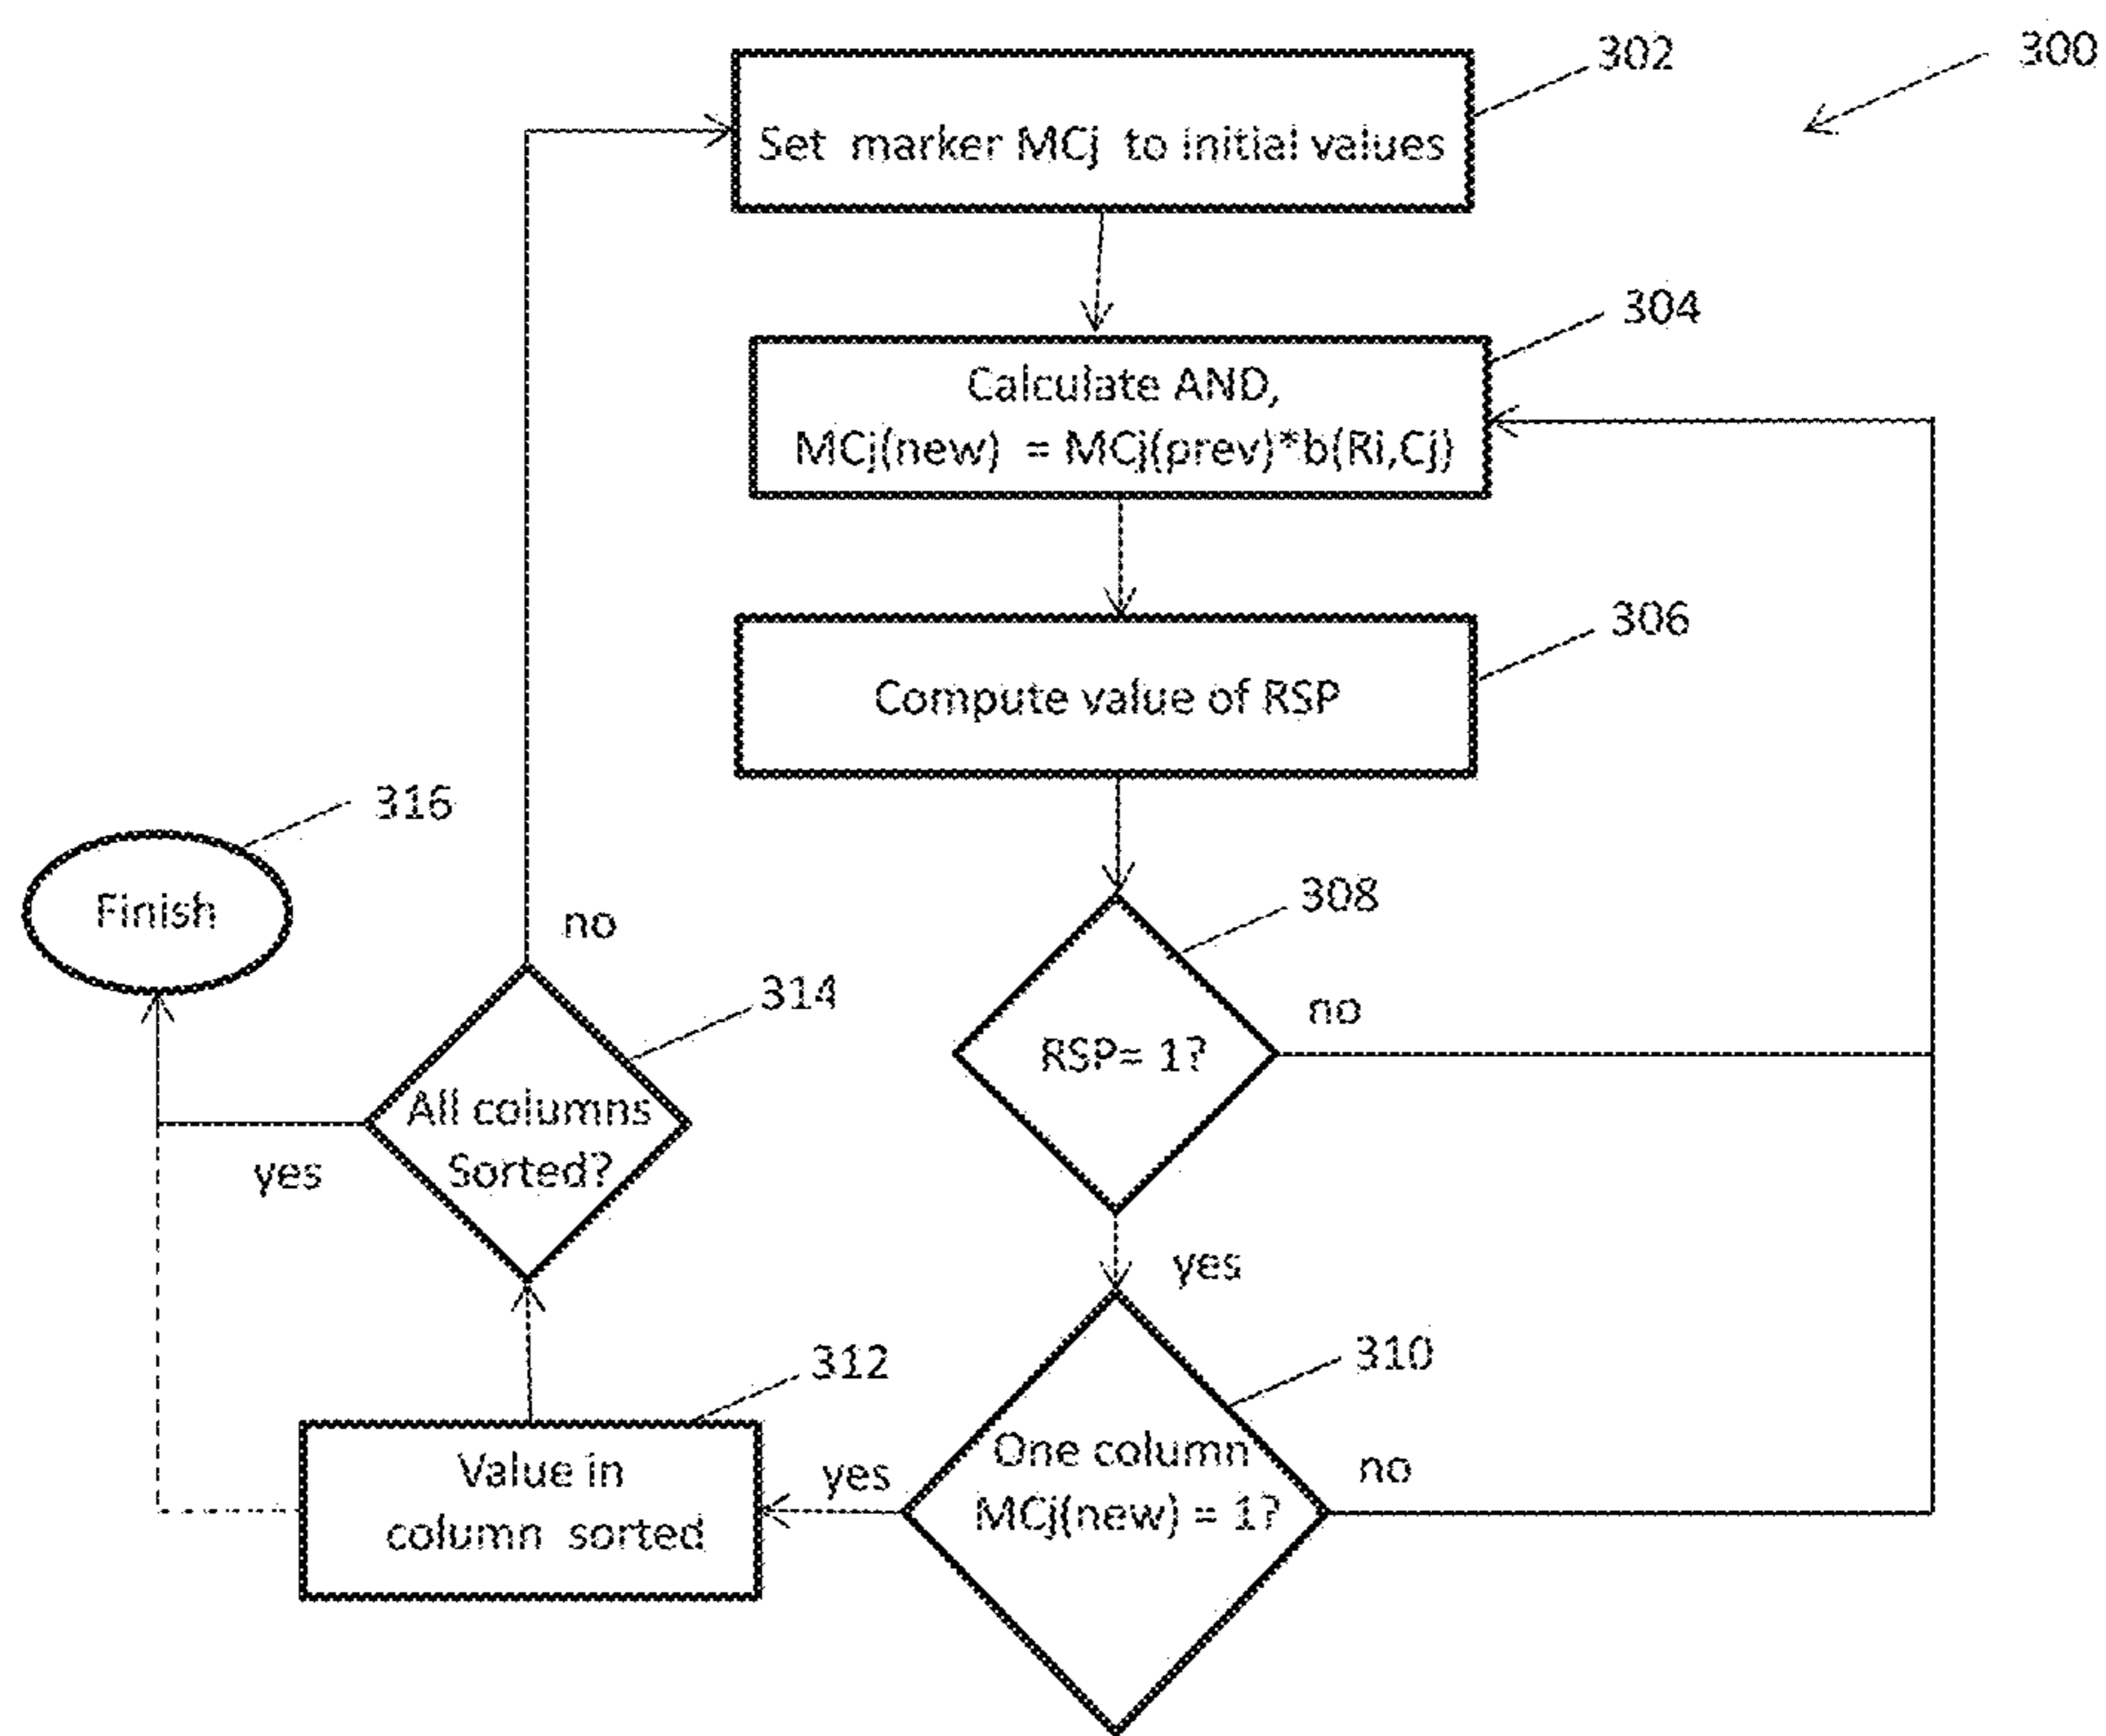 302
300
Set marker MCj to initial values
304
Calculate AND,
MCj(new) = MCj(prev)*b(Ri,Cj)
306
Compute value of RSP
316
Finish
308
no
314
no
RSP= 1?
All columns
Sorted?
yes
yes
312
310
Value in
column sorted
yes
One column
MCj(new) = 1?
no